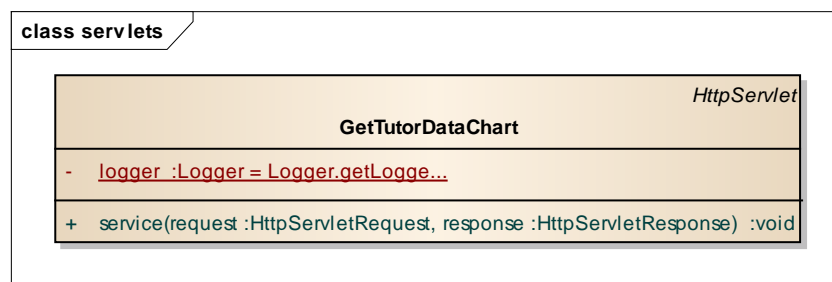 class servlets
HttpServlet
GetTutorDataChart
- logger :Logger = Logger.getLogge...
+ service(request :HttpServletRequest, response :HttpServletResponse) :void